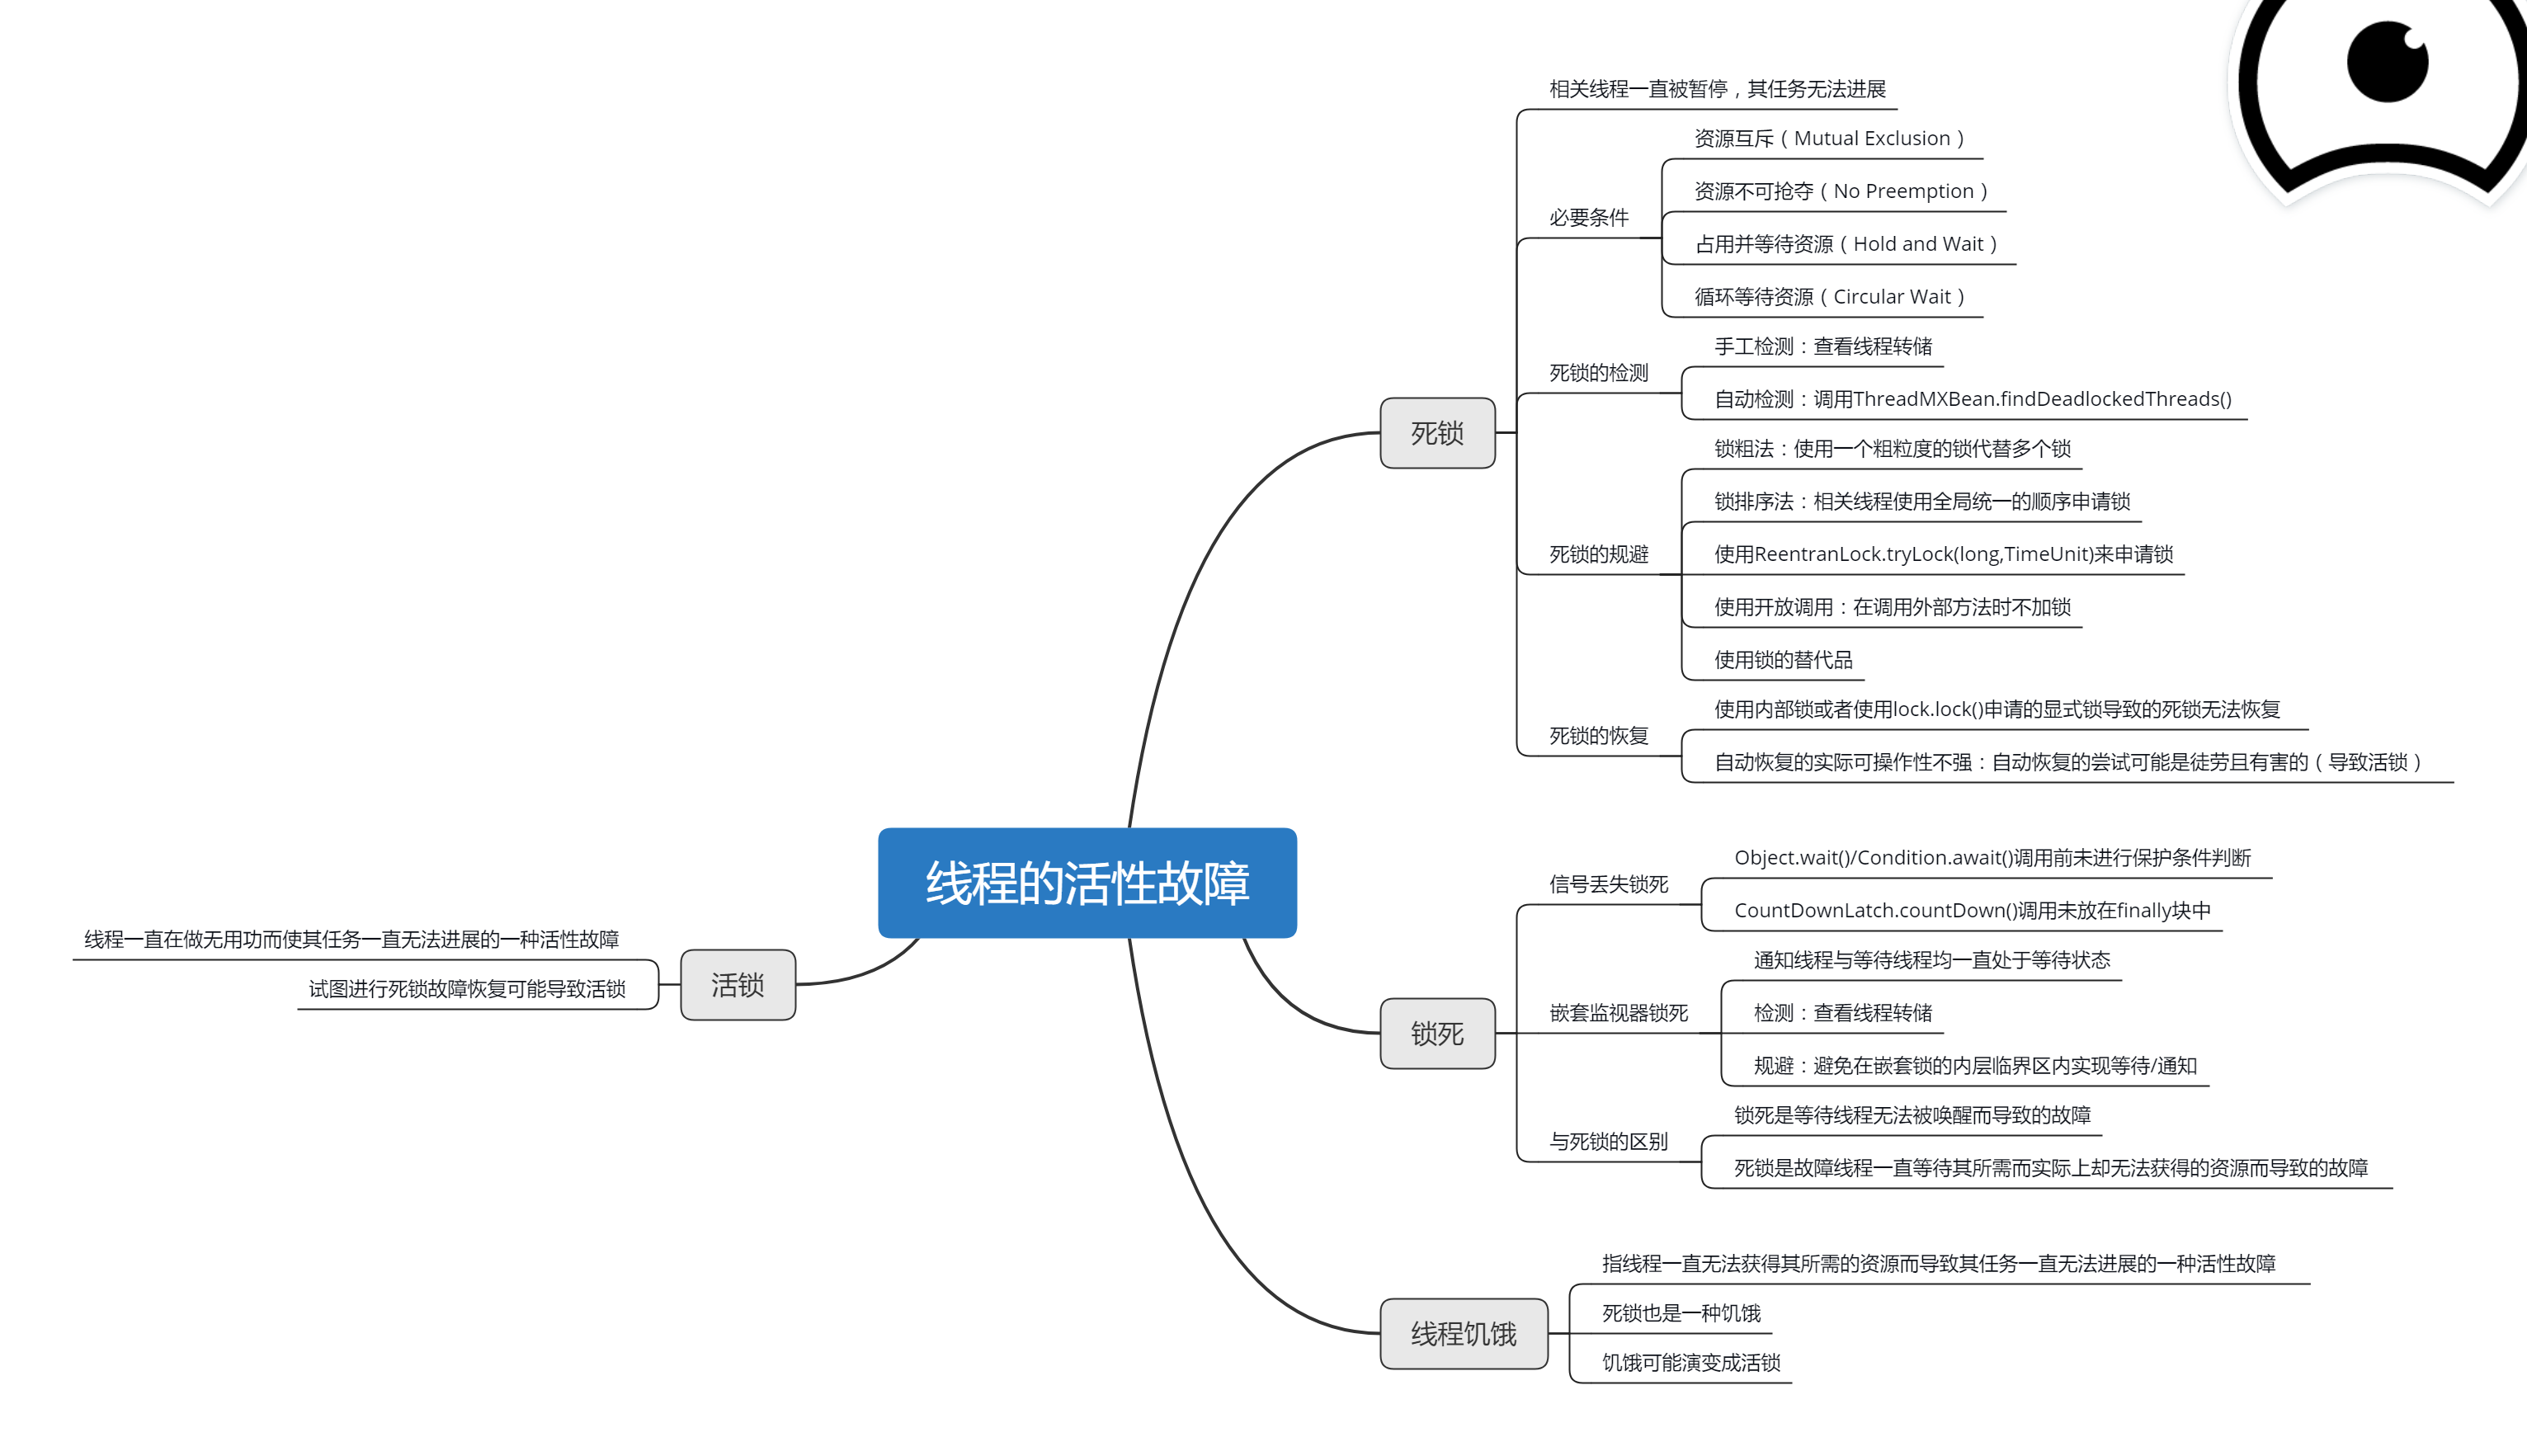 线程的活性故障
死锁
相关线程一直被暂停，其任务无法进展
必要条件
资源互斥（Mutual Exclusion）
资源不可抢夺（No Preemption）
占用并等待资源（Hold and Wait）
循环等待资源（Circular Wait）
死锁的检测
手工检测：查看线程转储
自动检测：调用ThreadMXBean.findDeadlockedThreads()
死锁的规避
锁粗法：使用一个粗粒度的锁代替多个锁
锁排序法：相关线程使用全局统一的顺序申请锁
使用ReentranLock.tryLock(long,TimeUnit)来申请锁
使用开放调用：在调用外部方法时不加锁
使用锁的替代品
死锁的恢复
使用内部锁或者使用lock.lock()申请的显式锁导致的死锁无法恢复
自动恢复的实际可操作性不强：自动恢复的尝试可能是徒劳且有害的（导致活锁）
锁死
信号丢失锁死
Object.wait()/Condition.await()调用前未进行保护条件判断
CountDownLatch.countDown()调用未放在finally块中
嵌套监视器锁死
通知线程与等待线程均一直处于等待状态
检测：查看线程转储
规避：避免在嵌套锁的内层临界区内实现等待/通知
与死锁的区别
锁死是等待线程无法被唤醒而导致的故障
死锁是故障线程一直等待其所需而实际上却无法获得的资源而导致的故障
线程饥饿
指线程一直无法获得其所需的资源而导致其任务一直无法进展的一种活性故障
死锁也是一种饥饿
饥饿可能演变成活锁
活锁
线程一直在做无用功而使其任务一直无法进展的一种活性故障
试图进行死锁故障恢复可能导致活锁